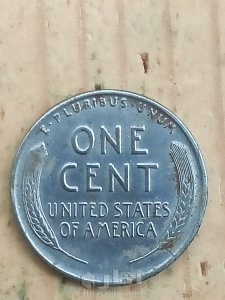 E·PLURIBUS·UNUM
ONE
CENT
UNITED STATES
OF AMERICA